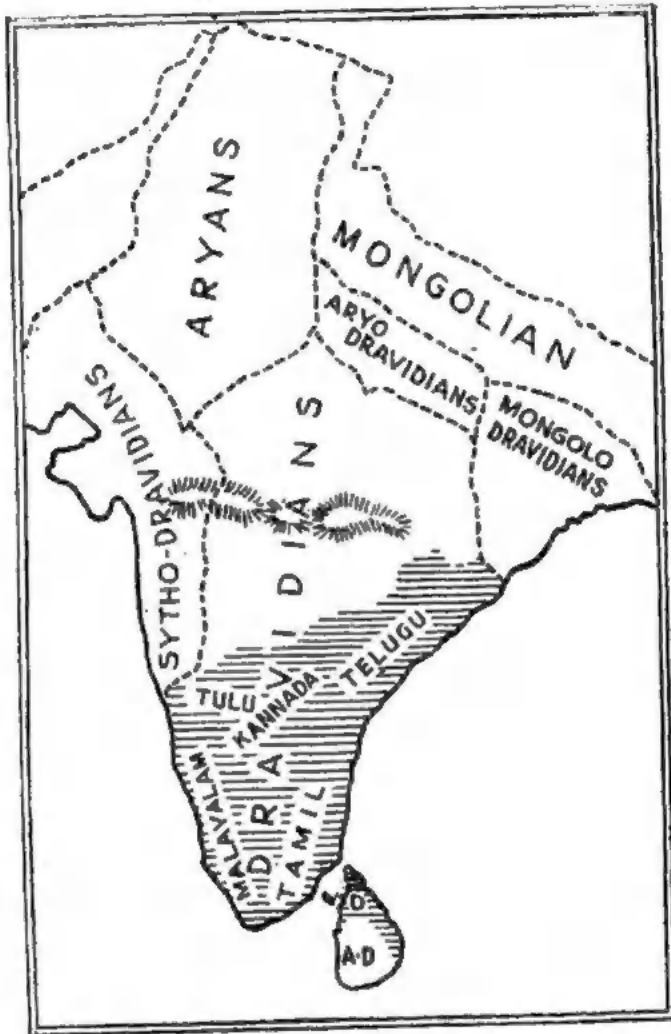 ARYANS
MONGOLIAN
ARYO
DRAVIDIANS
MONGOLO
DRAVIDIANS
SYTHO-DRAVIDIANS
DRAVIDIANS
TULU
KANNADA
TELUGU
MALAYALAM
TAMIL
D
A-D